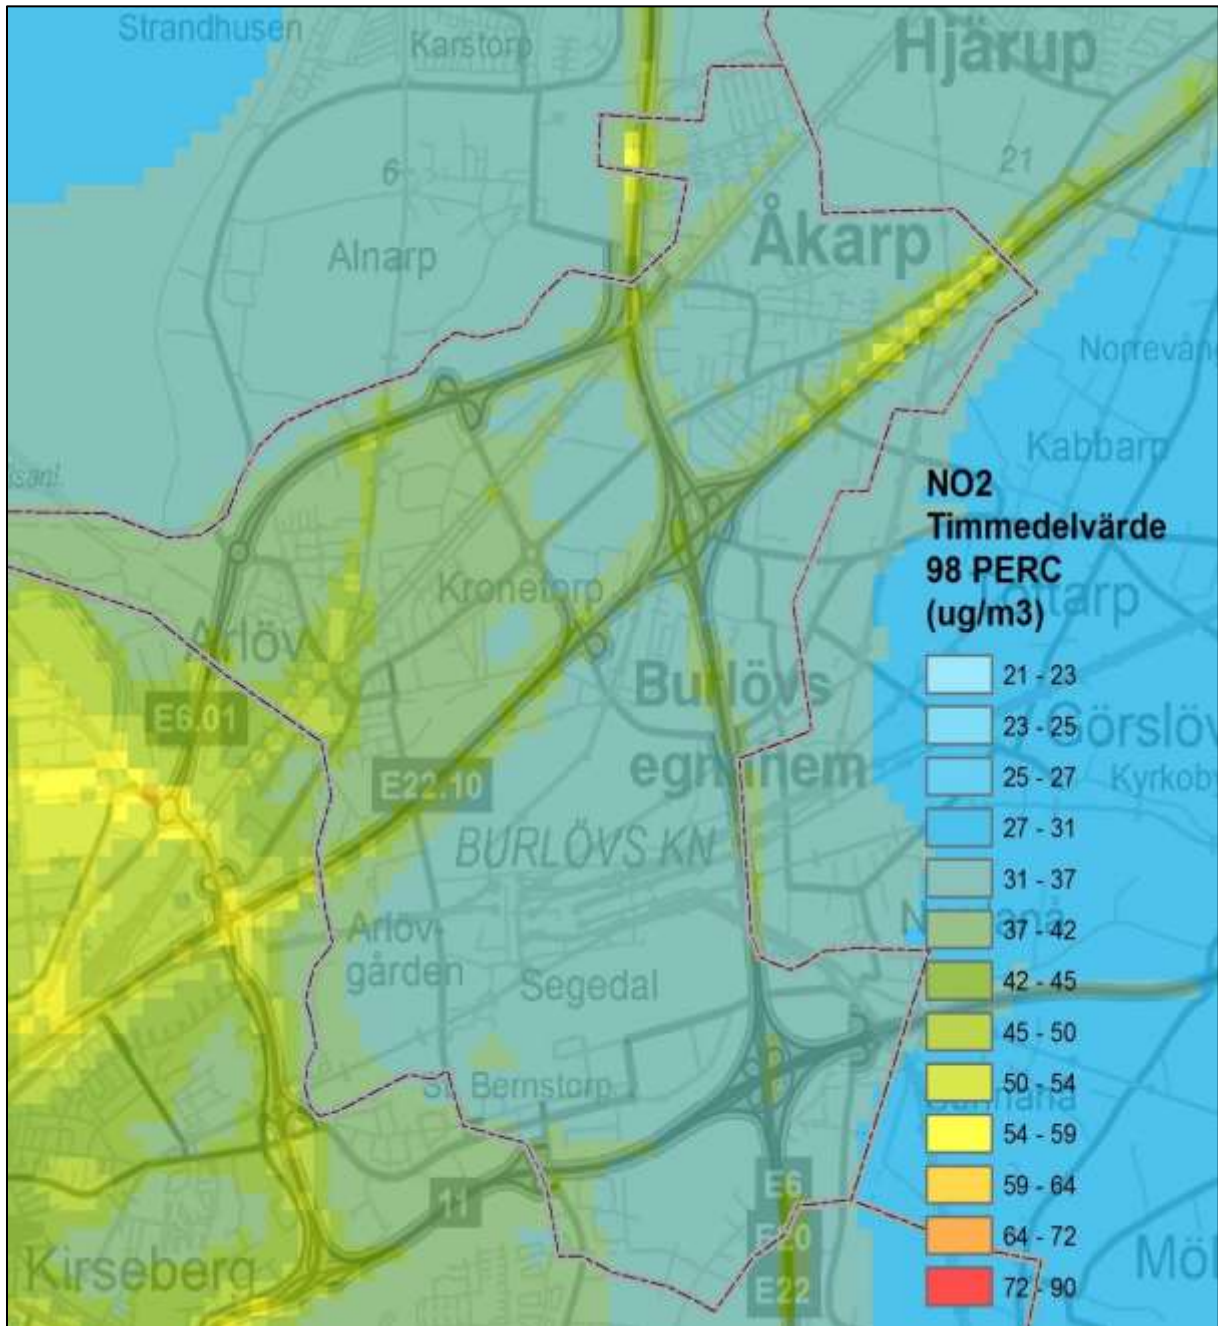 Strandhusen
Karstorp
Hjärup
6
21
Åkarp
Alnarp
Kabbarp
NO2
Timmedelvärde
98 PERC
(ug/m3)
Kronetorp
Arlöv
Burlövs
E6.01
21 - 23
23 - 25
E22.10
25 - 27
Kyrkoby
BURLÖVS KN
27 - 31
31 - 37
Arlöv-
gården
37 - 42
Segedal
42 - 45
45 - 50
St. Bernstorp
50 - 54
54 - 59
11
E6
59 - 64
E20
64 - 72
Kirseberg
E22
72 - 90